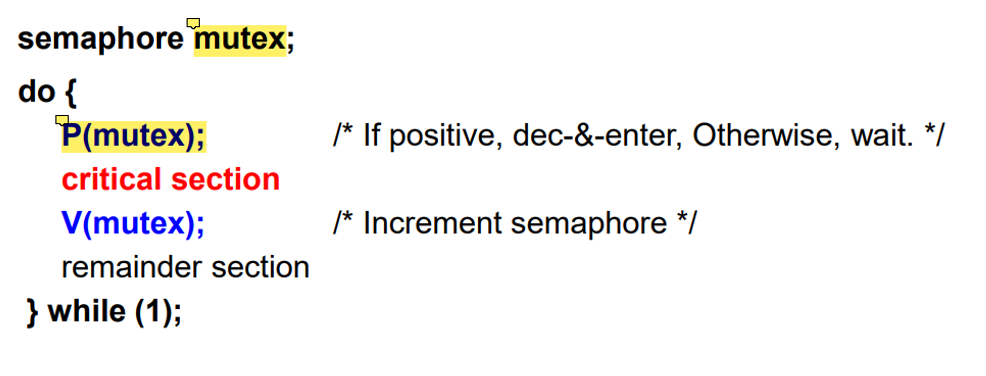 semaphore mutex;
do {
P(mutex); /* If positive, dec-&-enter, Otherwise, wait. */
critical section
V(mutex); /* Increment semaphore */
remainder section
} while (1);